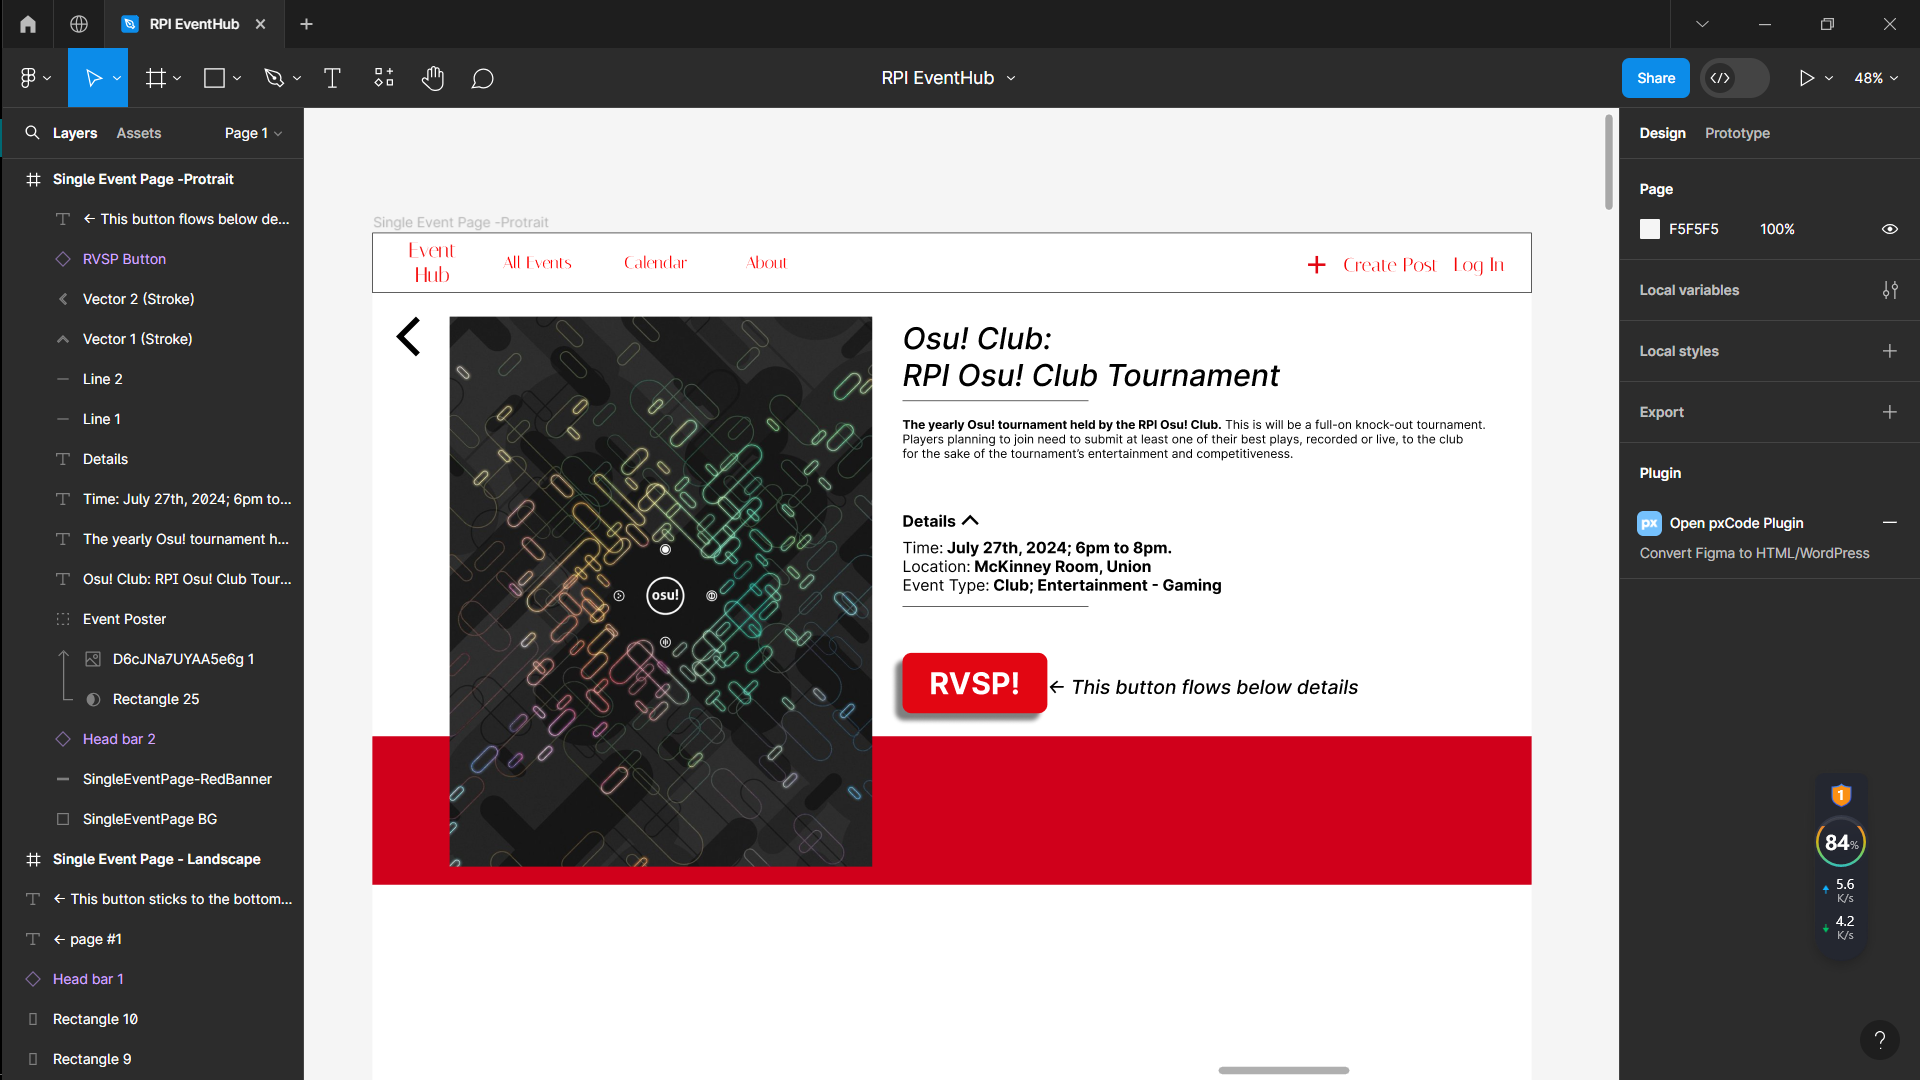 RPI EventHub
RPI EventHub
Share
48%
Layers
Assets
Page 1
Single Event Page -Protrait
← This button flows below de...
RVSP Button
Vector 2 (Stroke)
Vector 1 (Stroke)
Line 2
Line 1
Details
Time: July 27th, 2024; 6pm to...
The yearly Osu! tournament h...
Osu! Club: RPI Osu! Club Tour...
Event Poster
D6cJNa7UYAA5e6g 1
Rectangle 25
Head bar 2
SingleEventPage-RedBanner
SingleEventPage BG
Single Event Page - Landscape
← This button sticks to the bottom...
← page #1
Head bar 1
Rectangle 10
Rectangle 9
Single Event Page -Protrait
Event
Hub
All Events
Calendar
About
+ Create Post
Log In
osu!
Osu! Club:
RPI Osu! Club Tournament
The yearly Osu! tournament held by the RPI Osu! Club. This is will be a full-on knock-out tournament.
Players planning to join need to submit at least one of their best plays, recorded or live, to the club
for the sake of the tournament's entertainment and competitiveness.
Details
Time: July 27th, 2024; 6pm to 8pm.
Location: McKinney Room, Union
Event Type: Club; Entertainment - Gaming
RVSP!
← This button flows below details
Design
Prototype
Page
F5F5F5
100%
Local variables
Local styles
Export
Plugin
px
Open pxCode Plugin
Convert Figma to HTML/WordPress
1
84%
5.6
K/s
4.2
K/s
?